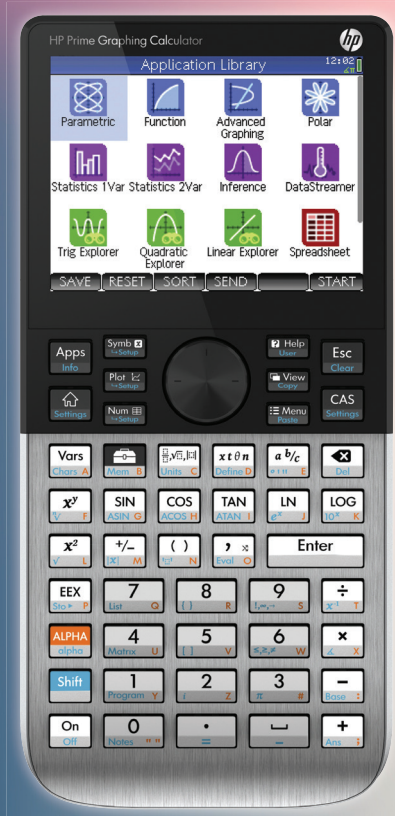 HP Prime Graphing Calculator
hp
Application Library 12:02
Parametric Function Advanced Graphing Polar
Statistics 1Var Statistics 2Var Inference DataStreamer
Trig Explorer Quadratic Explorer Linear Explorer Spreadsheet
SAVE RESET SORT SEND START
Apps Info Symb Setup Help User Esc Clear
Plot Setup View Copy
Settings Num Setup Menu Paste CAS Settings
Vars Chars A Mem B Units C x t θ n Define D a b/c E Del
xʸ F SIN ASIN G COS ACOS H TAN ATAN I LN eˣ J LOG 10ˣ K
x² √ L +/- |x| M ( ) N , Eval O Enter
EEX Sto ▸ P 7 List Q 8 { } R 9 !,∞,→ S ÷ x⁻¹ T
ALPHA alpha 4 Matrix U 5 [ ] V 6 ≤,≥,≠ W × ∡ X
Shift 1 Program Y 2 i Z 3 π # − Base :
On Off 0 Notes " " . = _ + Ans ;